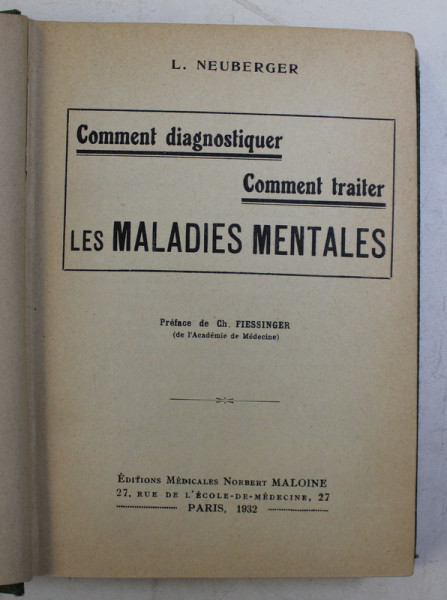 L. NEUBERGER
Comment diagnostiquer
Comment traiter
LES MALADIES MENTALES
Préface de Ch. FIESSINGER
(de l'Académie de Médecine)
ÉDITIONS MÉDICALES NORBERT MALOINE
27, RUE DE L'ÉCOLE-DE-MÉDECINE, 27
PARIS, 1932